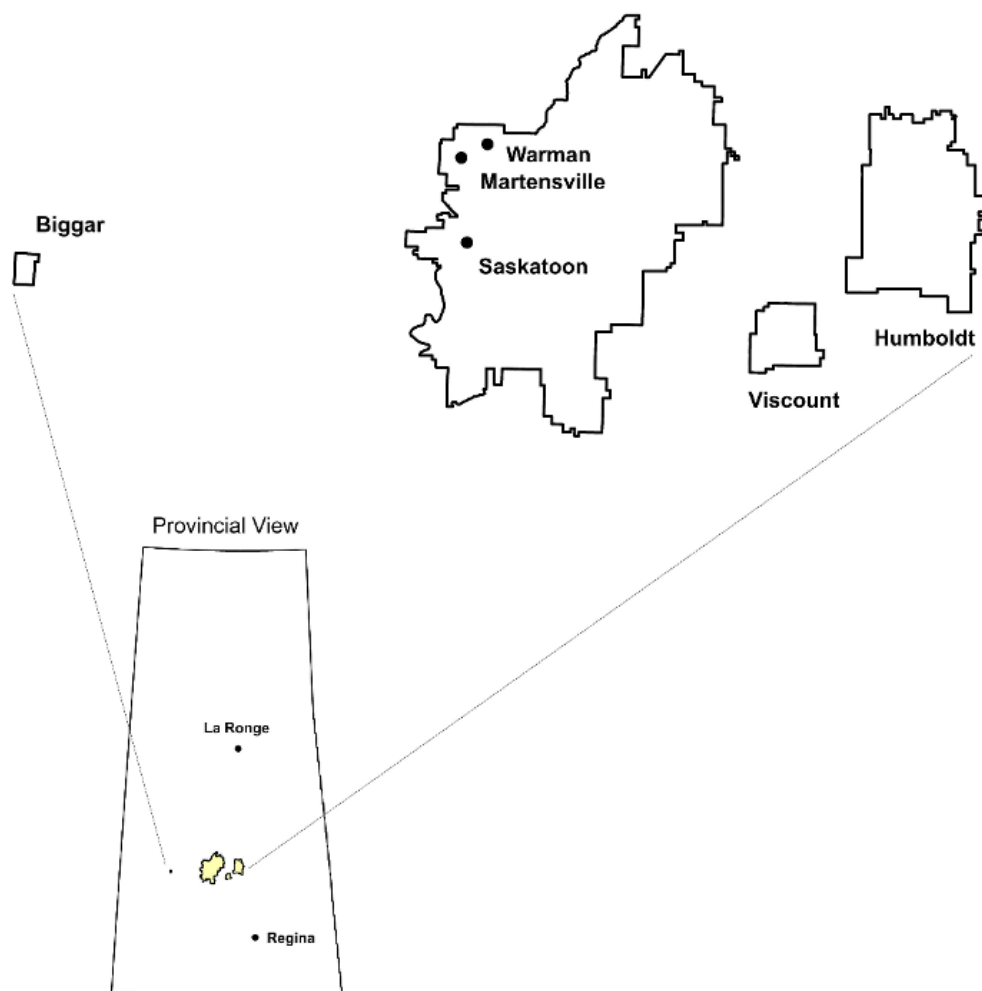 Warman
Martensville
Biggar
Saskatoon
Humboldt
Viscount
Provincial View
La Ronge
Regina